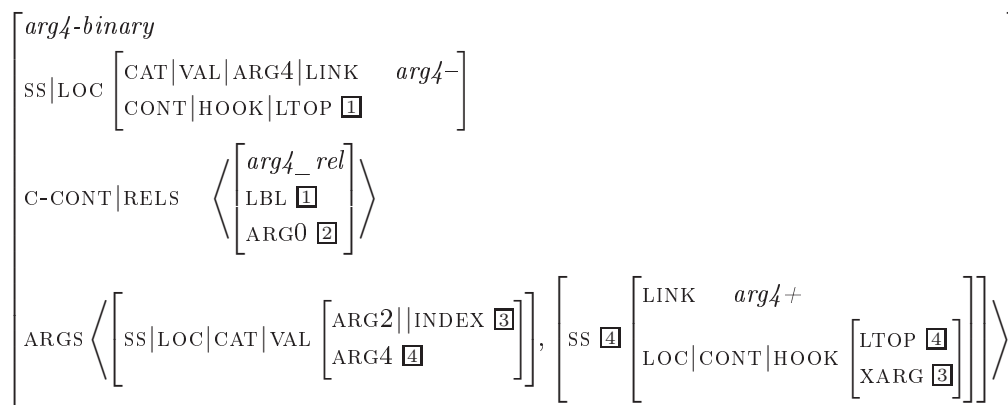 arg4-binary
SS|LOC [CAT|VAL|ARG4|LINK arg4–
CONT|HOOK|LTOP 1]
C-CONT|RELS ⟨[arg4_rel
LBL 1
ARG0 2]⟩
ARGS ⟨[SS|LOC|CAT|VAL [ARG2||INDEX 3
ARG4 4]], [SS 4 [LINK arg4+
LOC|CONT|HOOK [LTOP 4
XARG 3]]]⟩